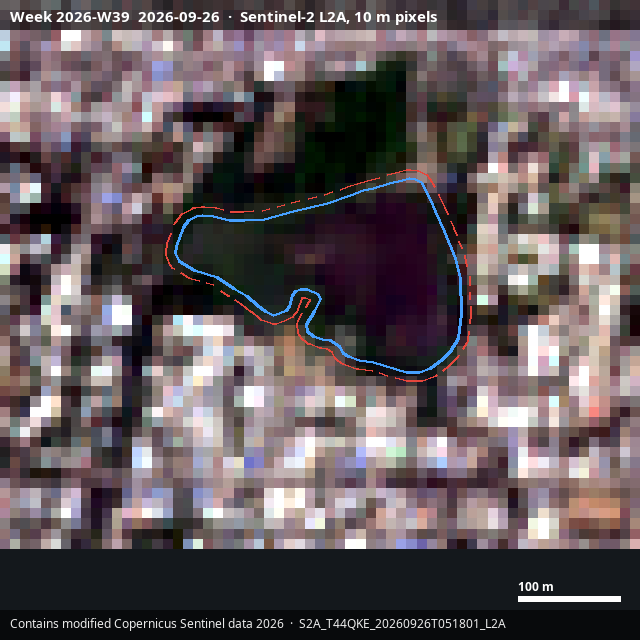 Week 2026-W39 2026-09-26 · Sentinel-2 L2A, 10 m pixels
100 m
Contains modified Copernicus Sentinel data 2026 · S2A_T44QKE_20260926T051801_L2A